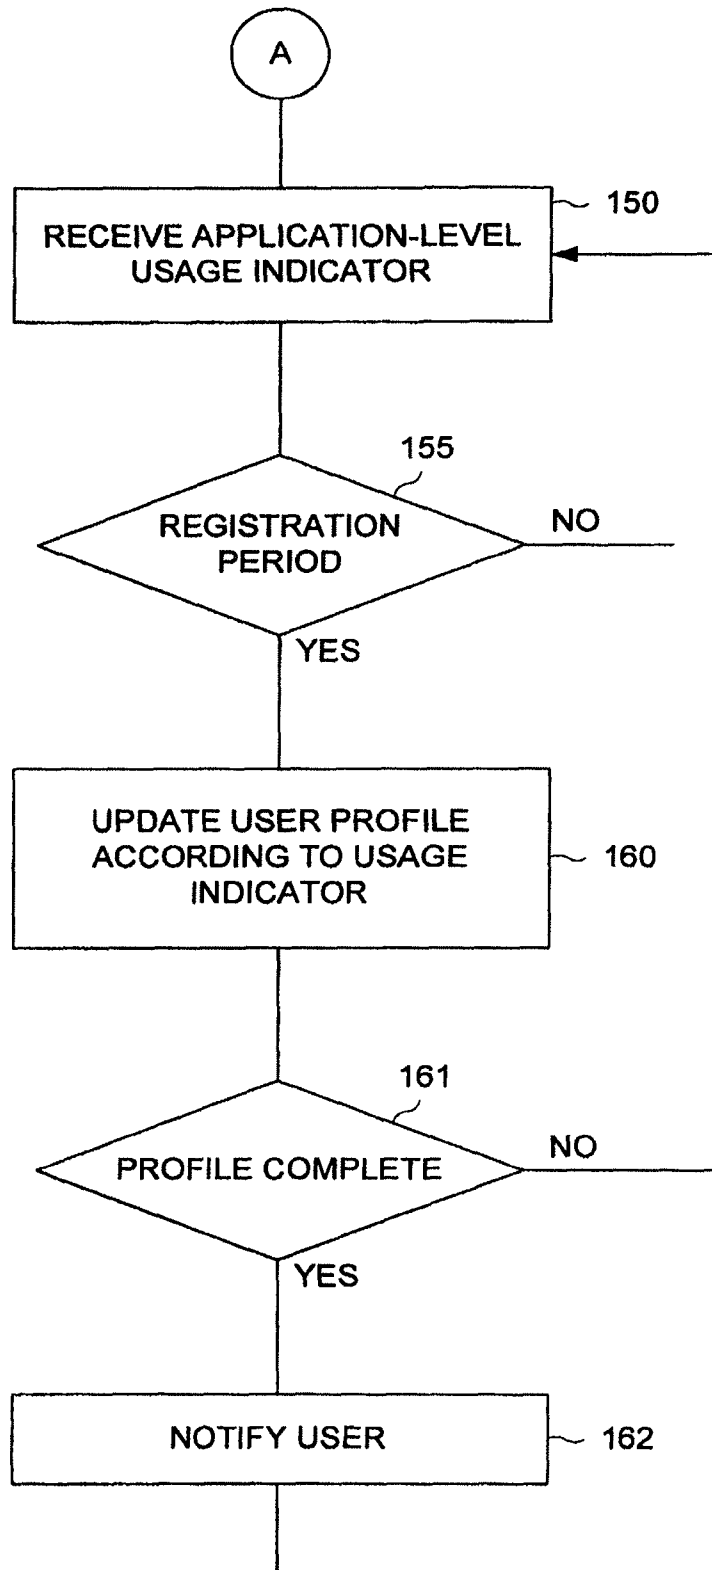 A
150
RECEIVE APPLICATION-LEVEL
USAGE INDICATOR
155
REGISTRATION
PERIOD
NO
YES
UPDATE USER PROFILE
ACCORDING TO USAGE
INDICATOR
160
161
PROFILE COMPLETE
NO
YES
NOTIFY USER
162